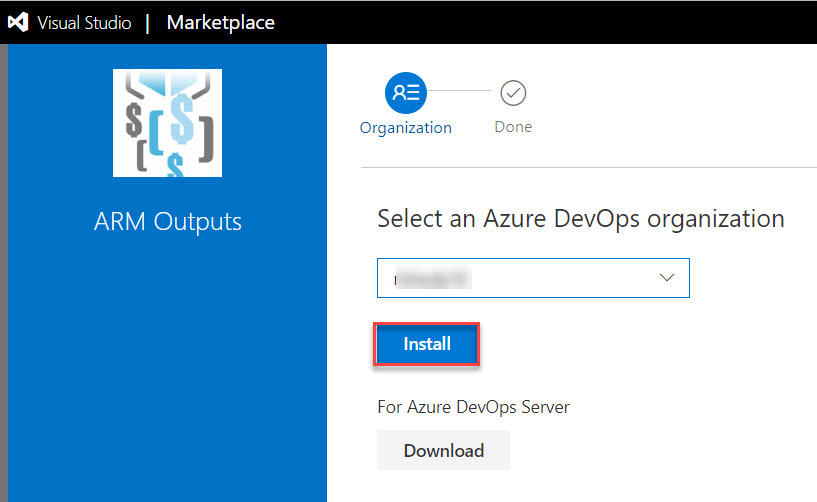 Visual Studio | Marketplace
ARM Outputs
Organization
Done
Select an Azure DevOps organization
Install
For Azure DevOps Server
Download